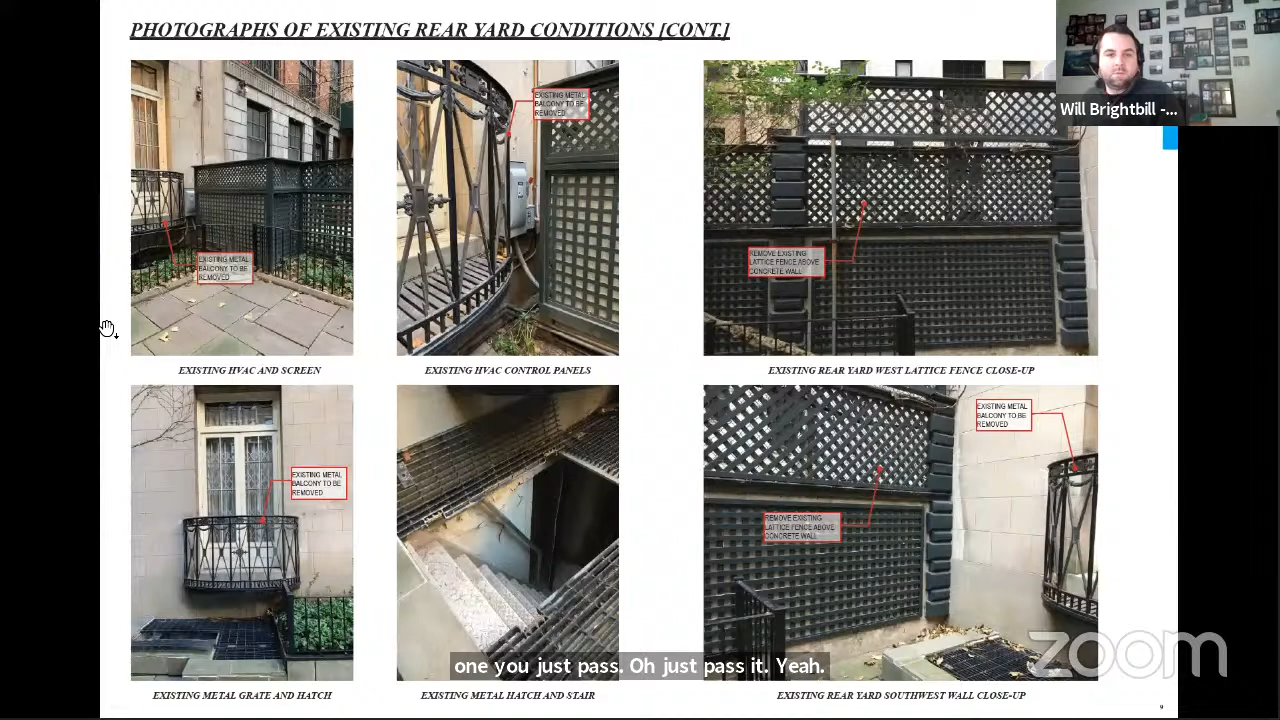 PHOTOGRAPHS OF EXISTING REAR YARD CONDITIONS [CONT.]
Will Brightbill -...
EXISTING METAL
BALCONY TO BE
REMOVED
EXISTING METAL
BALCONY TO BE
REMOVED
REMOVE EXISTING
LATTICE FENCE ABOVE
CONCRETE WALL
EXISTING HVAC AND SCREEN
EXISTING HVAC CONTROL PANELS
EXISTING REAR YARD WEST LATTICE FENCE CLOSE-UP
EXISTING METAL
BALCONY TO BE
REMOVED
EXISTING METAL
BALCONY TO BE
REMOVED
REMOVE EXISTING
LATTICE FENCE ABOVE
CONCRETE WALL
zoom
one you just pass. Oh just pass it. Yeah.
EXISTING METAL GRATE AND HATCH
EXISTING METAL HATCH AND STAIR
EXISTING REAR YARD SOUTHWEST WALL CLOSE-UP
9